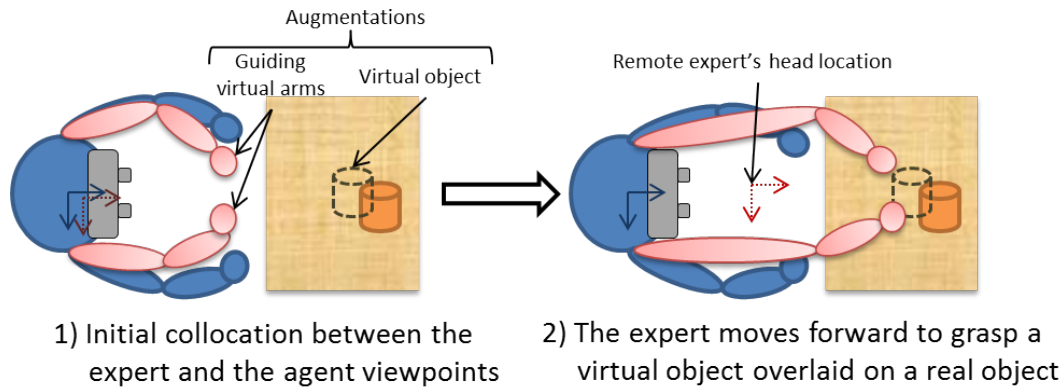 Augmentations
Guiding
virtual arms
Virtual object
Remote expert's head location
1) Initial collocation between the
expert and the agent viewpoints
2) The expert moves forward to grasp a
virtual object overlaid on a real object